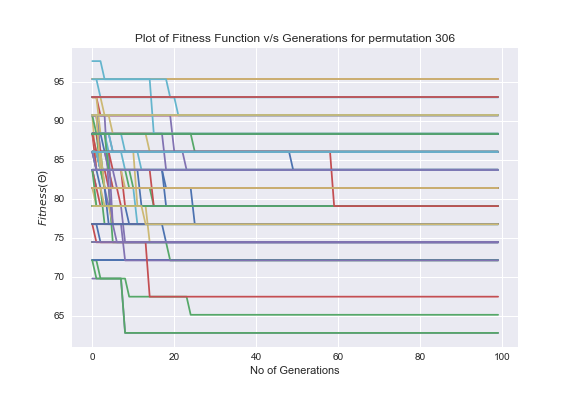 Plot of Fitness Function v/s Generations for permutation 306
Fitness(Θ)
95
90
85
80
75
70
65
0 20 40 60 80 100
No of Generations